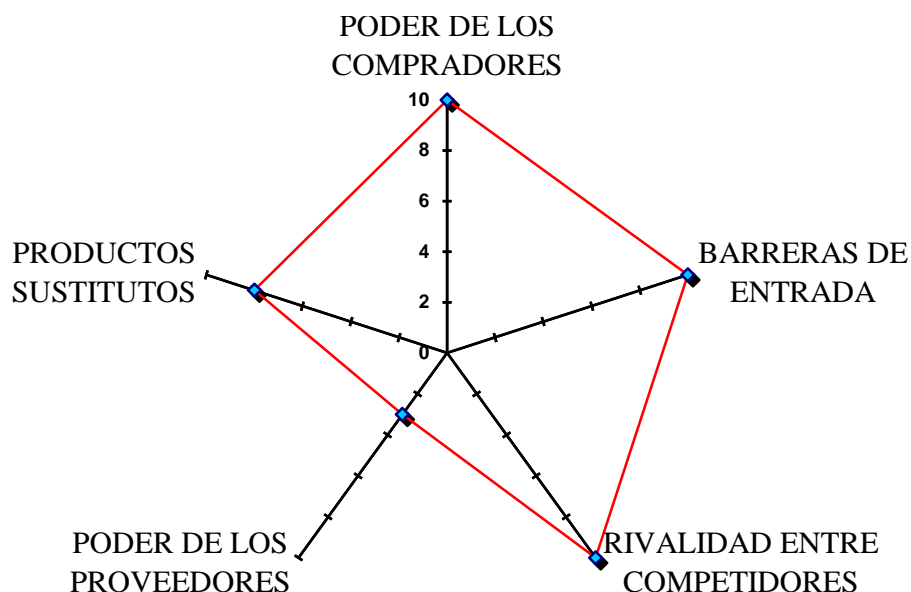 PODER DE LOS
COMPRADORES
10
8
6
4
2
0
BARRERAS DE
ENTRADA
PRODUCTOS
SUSTITUTOS
PODER DE LOS
PROVEEDORES
RIVALIDAD ENTRE
COMPETIDORES